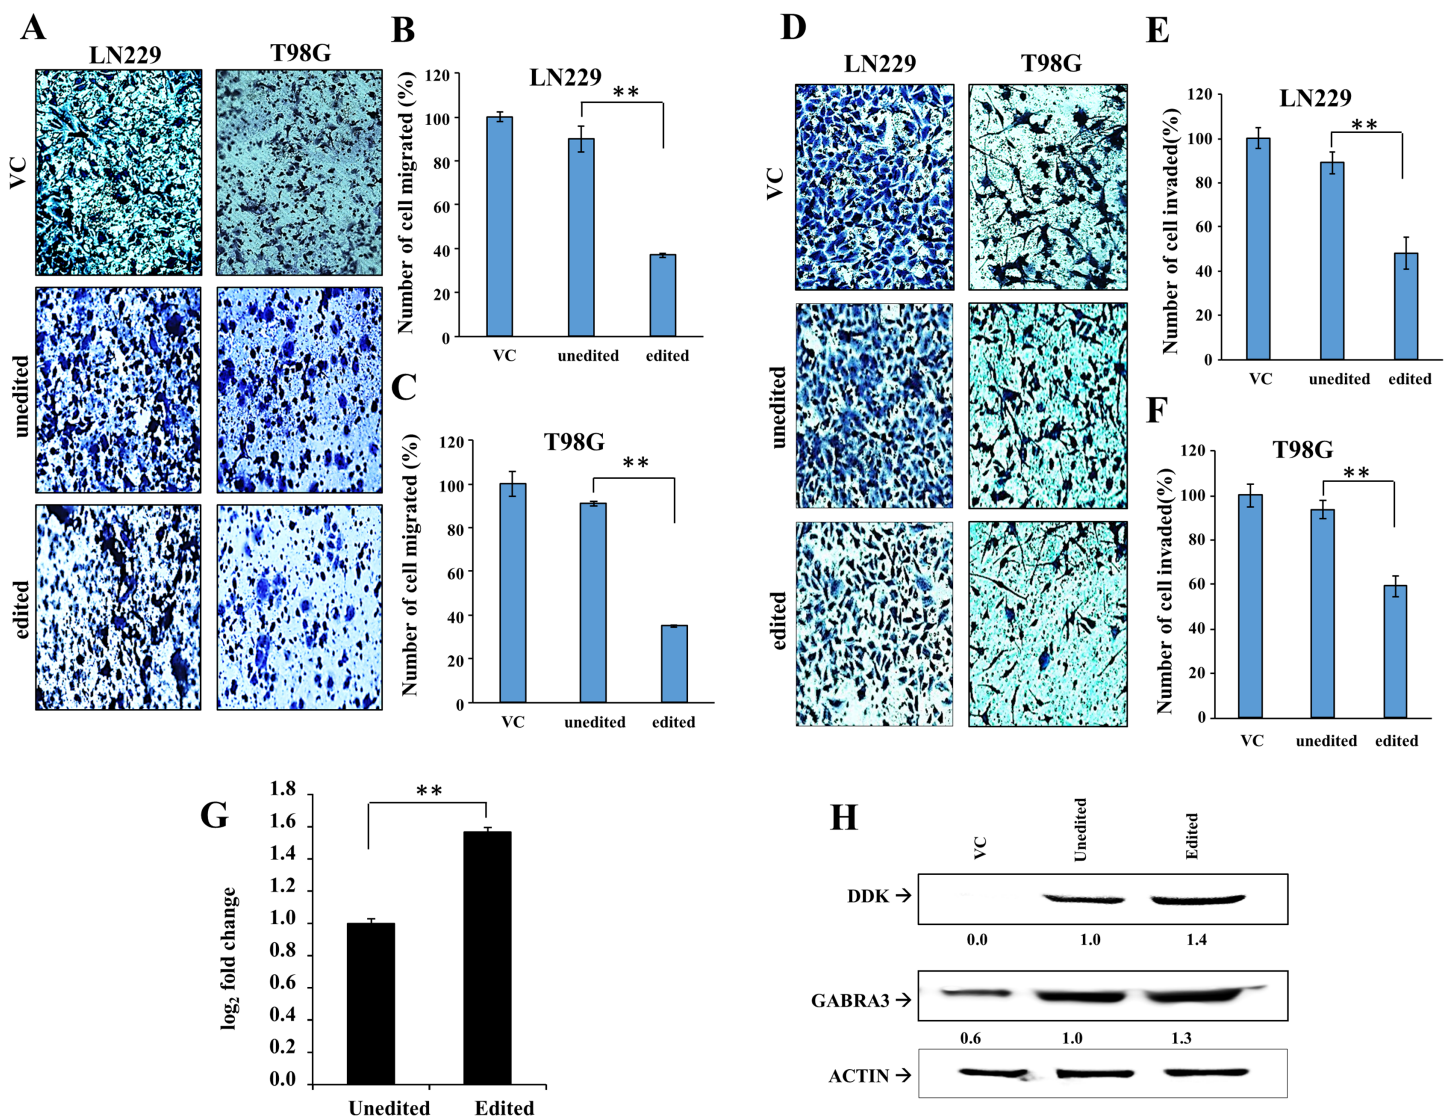 A
LN229
T98G
VC
unedited
edited
B
LN229
**
Number of cell migrated (%)
120
100
80
60
40
20
0
VC unedited edited
C
T98G
**
Number of cell migrated (%)
120
100
80
60
40
20
0
VC unedited edited
D
LN229
T98G
VC
unedited
edited
E
LN229
**
Number of cell invaded(%)
120
100
80
60
40
20
0
VC unedited edited
F
T98G
**
Number of cell invaded(%)
120
100
80
60
40
20
0
VC unedited edited
G
**
log₂ fold change
1.8
1.6
1.4
1.2
1.0
0.8
0.6
0.4
0.2
0.0
Unedited Edited
H
VC Unedited Edited
DDK →
0.0 1.0 1.4
GABRA3 →
0.6 1.0 1.3
ACTIN →